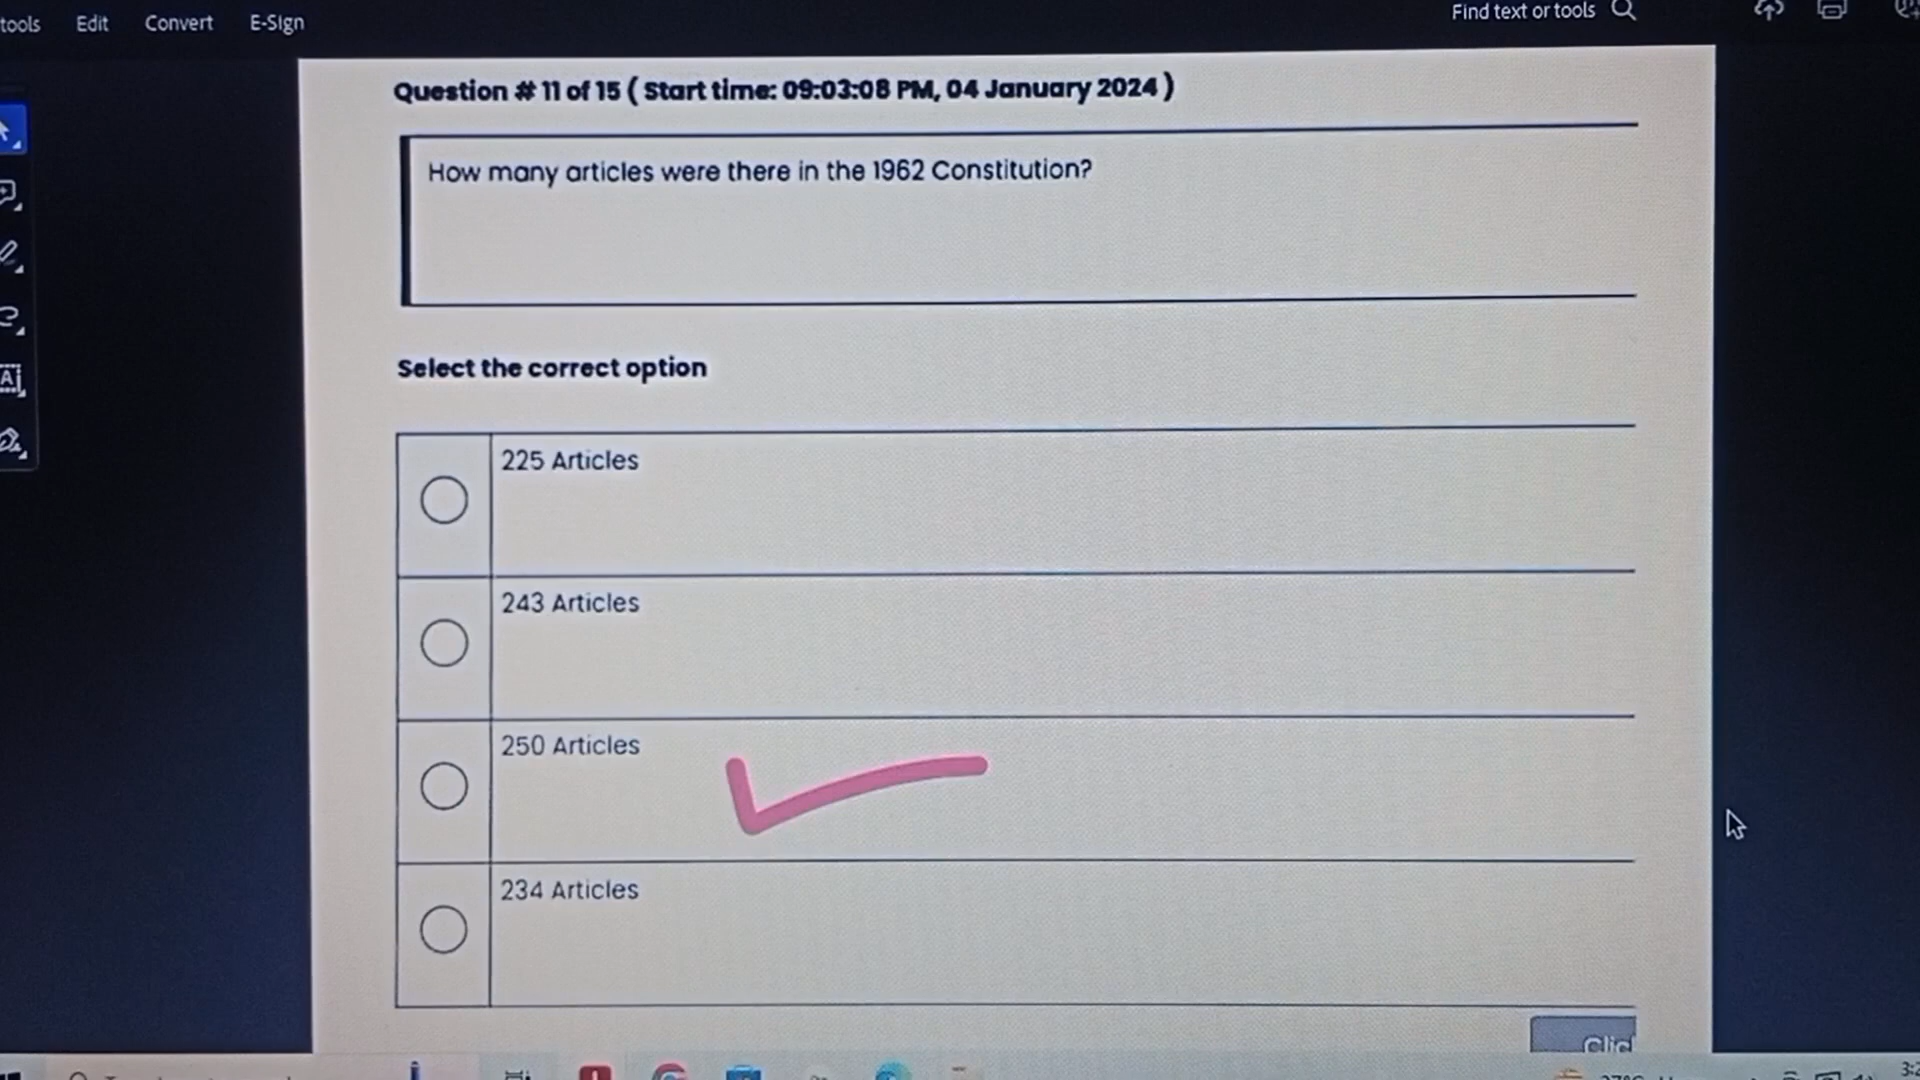 tools Edit Convert E-Sign Find text or tools
Question # 11 of 15 ( Start time: 09:03:08 PM, 04 January 2024 )
How many articles were there in the 1962 Constitution?
Select the correct option
225 Articles
243 Articles
250 Articles
234 Articles